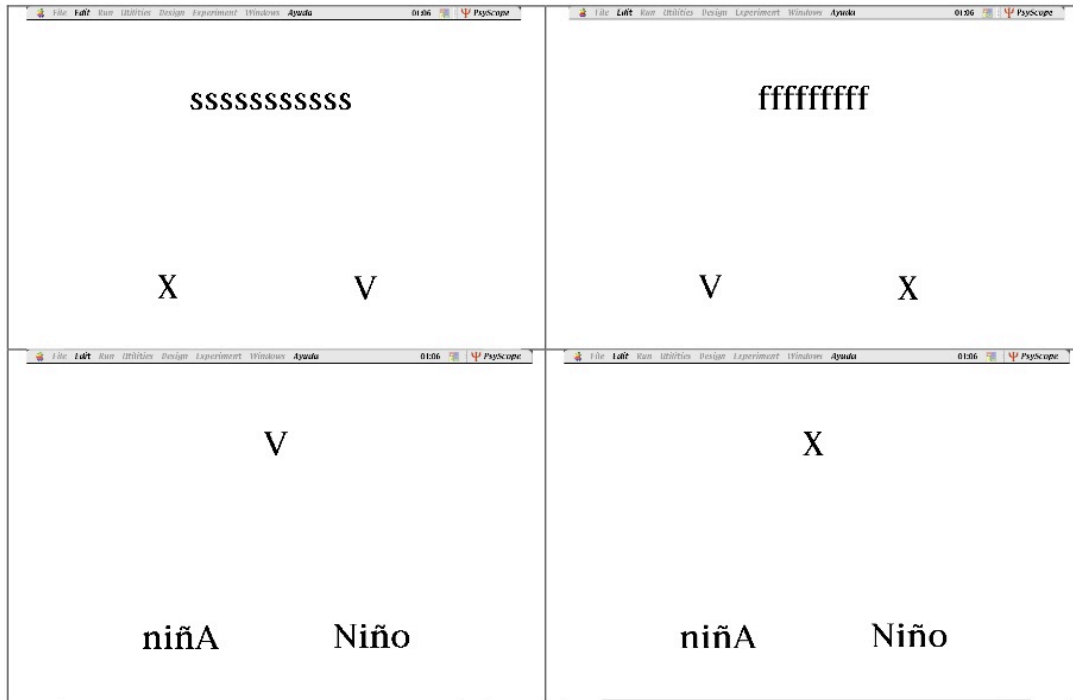 File Edit Run Utilities Design Experiment Windows Ayuda 01:06 PsyScope
sssssssssss
X V
File Edit Run Utilities Design Experiment Windows Ayuda 01:06 PsyScope
fffffffff
V X
File Edit Run Utilities Design Experiment Windows Ayuda 01:06 PsyScope
V
niñA Niño
File Edit Run Utilities Design Experiment Windows Ayuda 01:06 PsyScope
X
niñA Niño